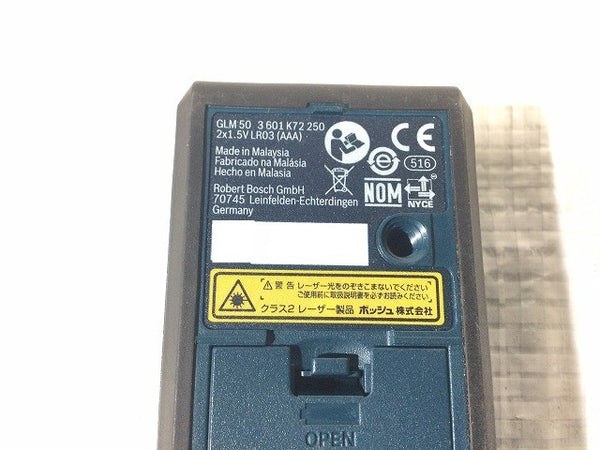 GLM 50 3 601 K72 250
2x1.5V LR03 (AAA)
Made in Malaysia
Fabricado na Malásia
Hecho en Malasia
Robert Bosch GmbH
70745 Leinfelden-Echterdingen
Germany
CE
516
NOM
NYCE
警告 レーザー光をのぞきこまないでください
ご使用前に取扱説明書を必ずお読みください
クラス2 レーザー製品 ボッシュ株式会社
OPEN